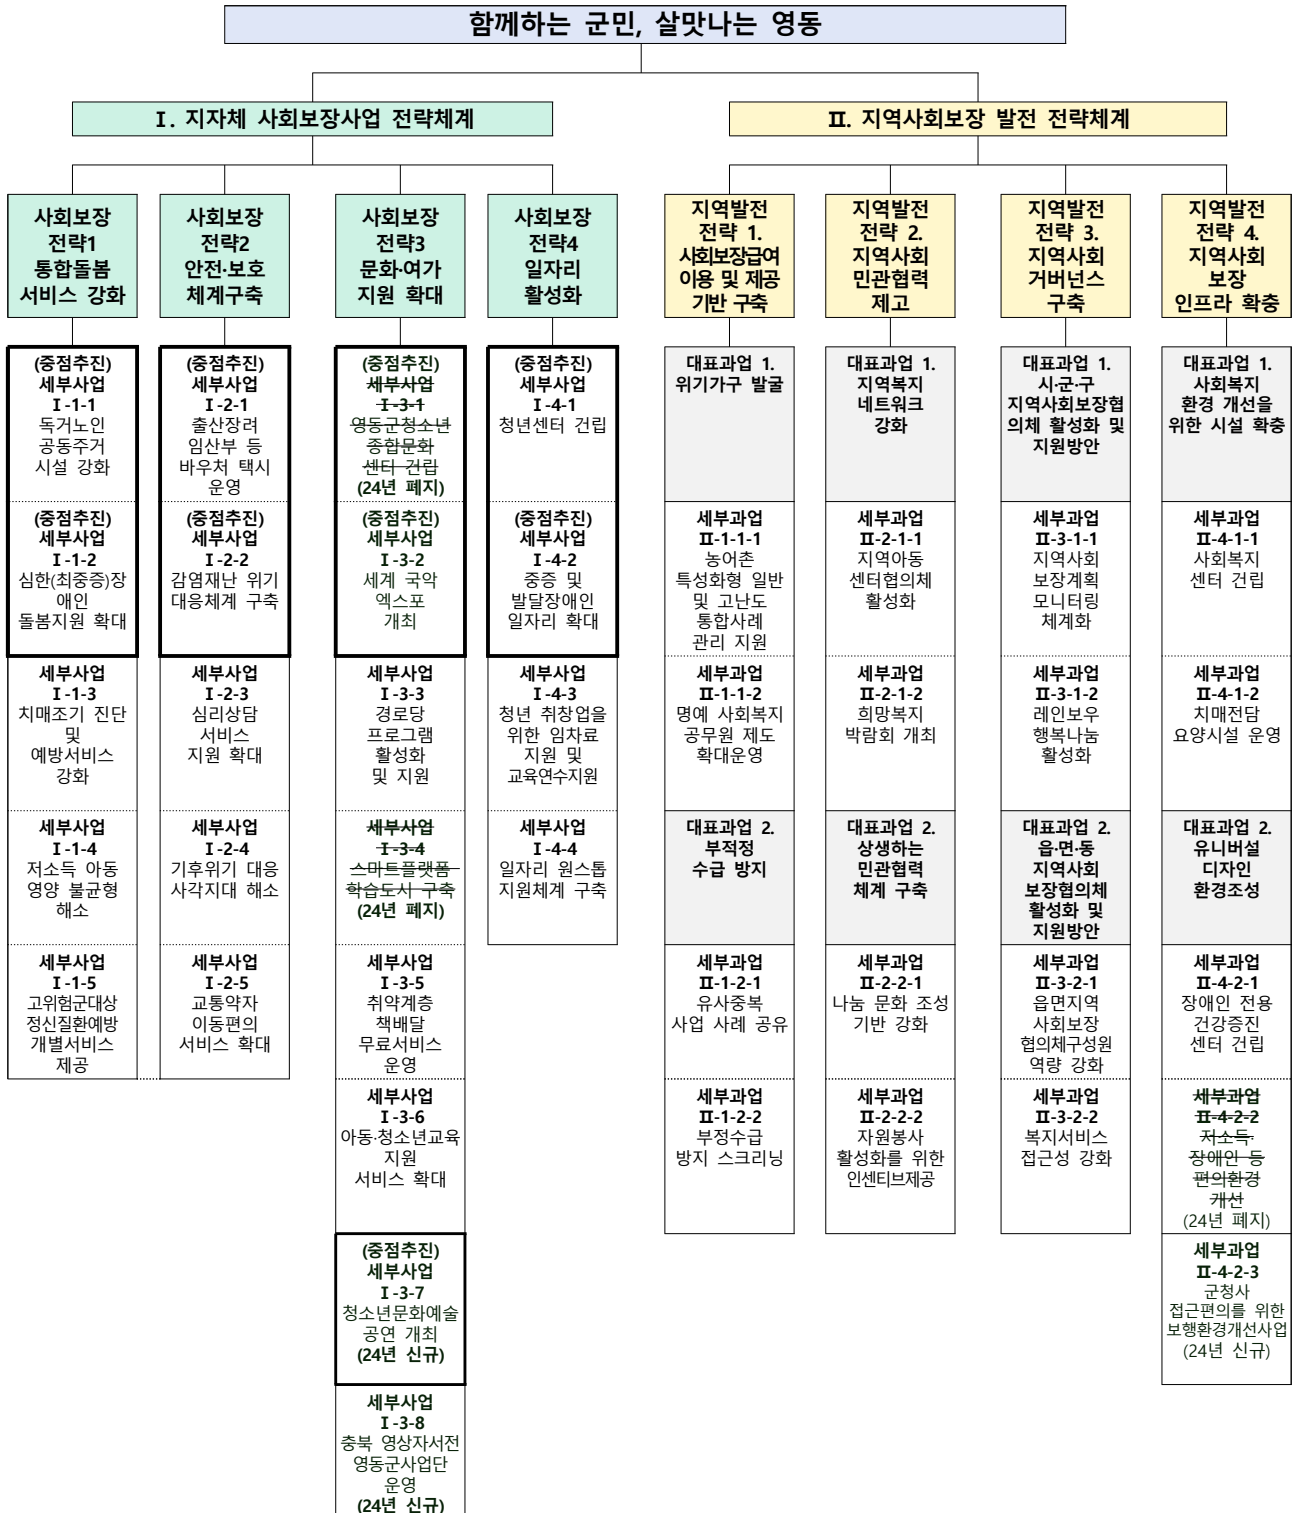 함께하는 군민, 살맛나는 영동
Ⅰ. 지자체 사회보장사업 전략체계
Ⅱ. 지역사회보장 발전 전략체계
사회보장
전략1
통합돌봄
서비스 강화
사회보장
전략2
안전·보호
체계구축
사회보장
전략3
문화·여가
지원 확대
사회보장
전략4
일자리
활성화
지역발전
전략 1.
사회보장급여
이용 및 제공
기반 구축
지역발전
전략 2.
지역사회
민관협력
제고
지역발전
전략 3.
지역사회
거버넌스
구축
지역발전
전략 4.
지역사회
보장
인프라 확충
(중점추진)
세부사업
Ⅰ-1-1
독거노인
공동주거
시설 강화
(중점추진)
세부사업
Ⅰ-1-2
심한(최중증)장
애인
돌봄지원 확대
세부사업
Ⅰ-1-3
치매조기 진단
및
예방서비스
강화
세부사업
Ⅰ-1-4
저소득 아동
영양 불균형
해소
세부사업
Ⅰ-1-5
고위험군대상
정신질환예방
개별서비스
제공
(중점추진)
세부사업
Ⅰ-2-1
출산장려
임산부 등
바우처 택시
운영
(중점추진)
세부사업
Ⅰ-2-2
감염재난 위기
대응체계 구축
세부사업
Ⅰ-2-3
심리상담
서비스
지원 확대
세부사업
Ⅰ-2-4
기후위기 대응
사각지대 해소
세부사업
Ⅰ-2-5
교통약자
이동편의
서비스 확대
(중점추진)
세부사업
Ⅰ-3-1
영동군청소년
종합문화
센터 건립
(24년 폐지)
(중점추진)
세부사업
Ⅰ-3-2
세계 국악
엑스포
개최
세부사업
Ⅰ-3-3
경로당
프로그램
활성화
및 지원
세부사업
Ⅰ-3-4
스마트플랫폼
학습도시 구축
(24년 폐지)
세부사업
Ⅰ-3-5
취약계층
책배달
무료서비스
운영
세부사업
Ⅰ-3-6
아동·청소년교육
지원
서비스 확대
(중점추진)
세부사업
Ⅰ-3-7
청소년문화예술
공연 개최
(24년 신규)
세부사업
Ⅰ-3-8
충북 영상자서전
영동군사업단
운영
(24년 신규)
(중점추진)
세부사업
Ⅰ-4-1
청년센터 건립
(중점추진)
세부사업
Ⅰ-4-2
중증 및
발달장애인
일자리 확대
세부사업
Ⅰ-4-3
청년 취창업을
위한 임차료
지원 및
교육연수지원
세부사업
Ⅰ-4-4
일자리 원스톱
지원체계 구축
대표과업 1.
위기가구 발굴
세부과업
Ⅱ-1-1-1
농어촌
특성화형 일반
및 고난도
통합사례
관리 지원
세부과업
Ⅱ-1-1-2
명예 사회복지
공무원 제도
확대운영
대표과업 2.
부적정
수급 방지
세부과업
Ⅱ-1-2-1
유사중복
사업 사례 공유
세부과업
Ⅱ-1-2-2
부정수급
방지 스크리닝
대표과업 1.
지역복지
네트워크
강화
세부과업
Ⅱ-2-1-1
지역아동
센터협의체
활성화
세부과업
Ⅱ-2-1-2
희망복지
박람회 개최
대표과업 2.
상생하는
민관협력
체계 구축
세부과업
Ⅱ-2-2-1
나눔 문화 조성
기반 강화
세부과업
Ⅱ-2-2-2
자원봉사
활성화를 위한
인센티브제공
대표과업 1.
시·군·구
지역사회보장협
의체 활성화 및
지원방안
세부과업
Ⅱ-3-1-1
지역사회
보장계획
모니터링
체계화
세부과업
Ⅱ-3-1-2
레인보우
행복나눔
활성화
대표과업 2.
읍·면·동
지역사회
보장협의체
활성화 및
지원방안
세부과업
Ⅱ-3-2-1
읍면지역
사회보장
협의체구성원
역량 강화
세부과업
Ⅱ-3-2-2
복지서비스
접근성 강화
대표과업 1.
사회복지
환경 개선을
위한 시설 확충
세부과업
Ⅱ-4-1-1
사회복지
센터 건립
세부과업
Ⅱ-4-1-2
치매전담
요양시설 운영
대표과업 2.
유니버설
디자인
환경조성
세부과업
Ⅱ-4-2-1
장애인 전용
건강증진
센터 건립
세부과업
Ⅱ-4-2-2
저소득·
장애인 등
편의환경
개선
(24년 폐지)
세부과업
Ⅱ-4-2-3
군청사
접근편의를 위한
보행환경개선사업
(24년 신규)